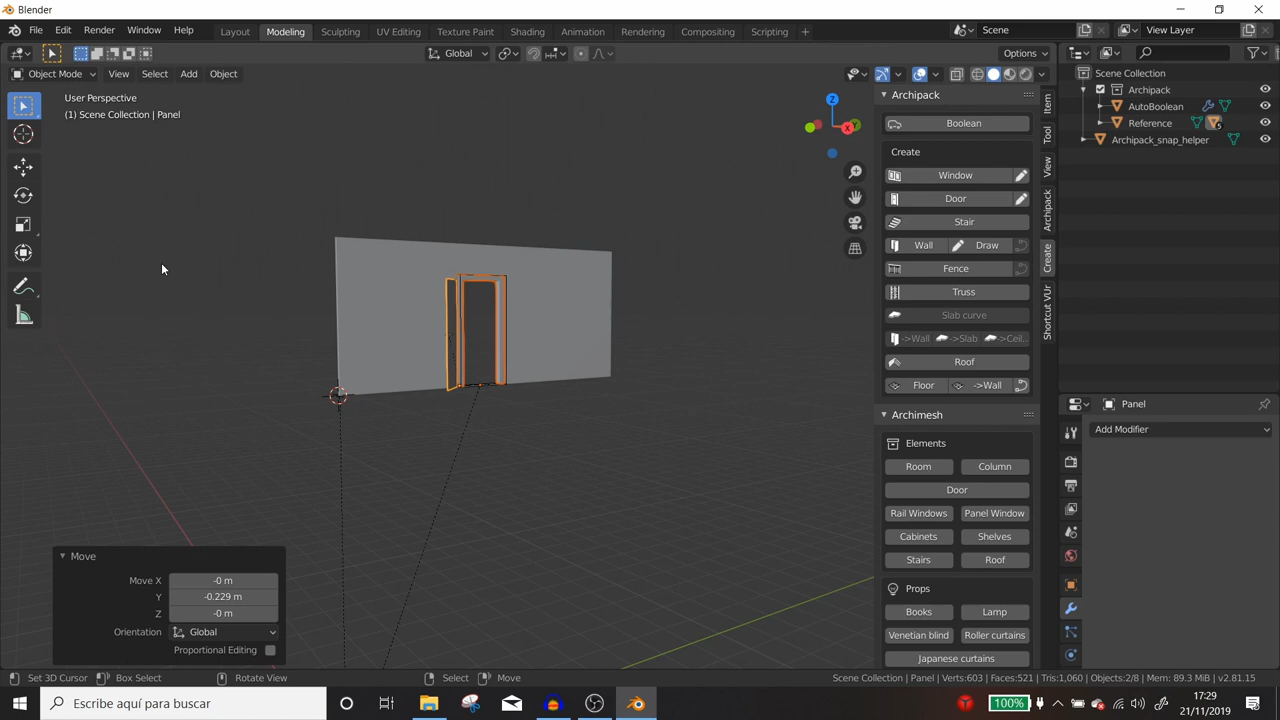 Blender
File Edit Render Window Help Layout Modeling Sculpting UV Editing Texture Paint Shading Animation Rendering Compositing Scripting + Scene View Layer
Global Options
Object Mode View Select Add Object
User Perspective
(1) Scene Collection | Panel
Z
Y
X
Archipack
Boolean
Create
Window
Door
Stair
Wall Draw
Fence
Truss
Slab curve
->Wall ->Slab ->Ceil..
Roof
Floor ->Wall
Archimesh
Elements
Room Column
Door
Rail Windows Panel Window
Cabinets Shelves
Stairs Roof
Props
Books Lamp
Venetian blind Roller curtains
Japanese curtains
Item
Tool
View
Archipack
Create
Shortcut VUr
Scene Collection
Archipack
AutoBoolean
Reference 5
Archipack_snap_helper
Panel
Add Modifier
Move
Move X -0 m
Y -0.229 m
Z -0 m
Orientation Global
Proportional Editing
Set 3D Cursor Box Select Rotate View Select Move Scene Collection | Panel | Verts:603 | Faces:521 | Tris:1,060 | Objects:2/8 | Mem: 89.3 MiB | v2.81.15
Escribe aquí para buscar
100%
17:29
21/11/2019